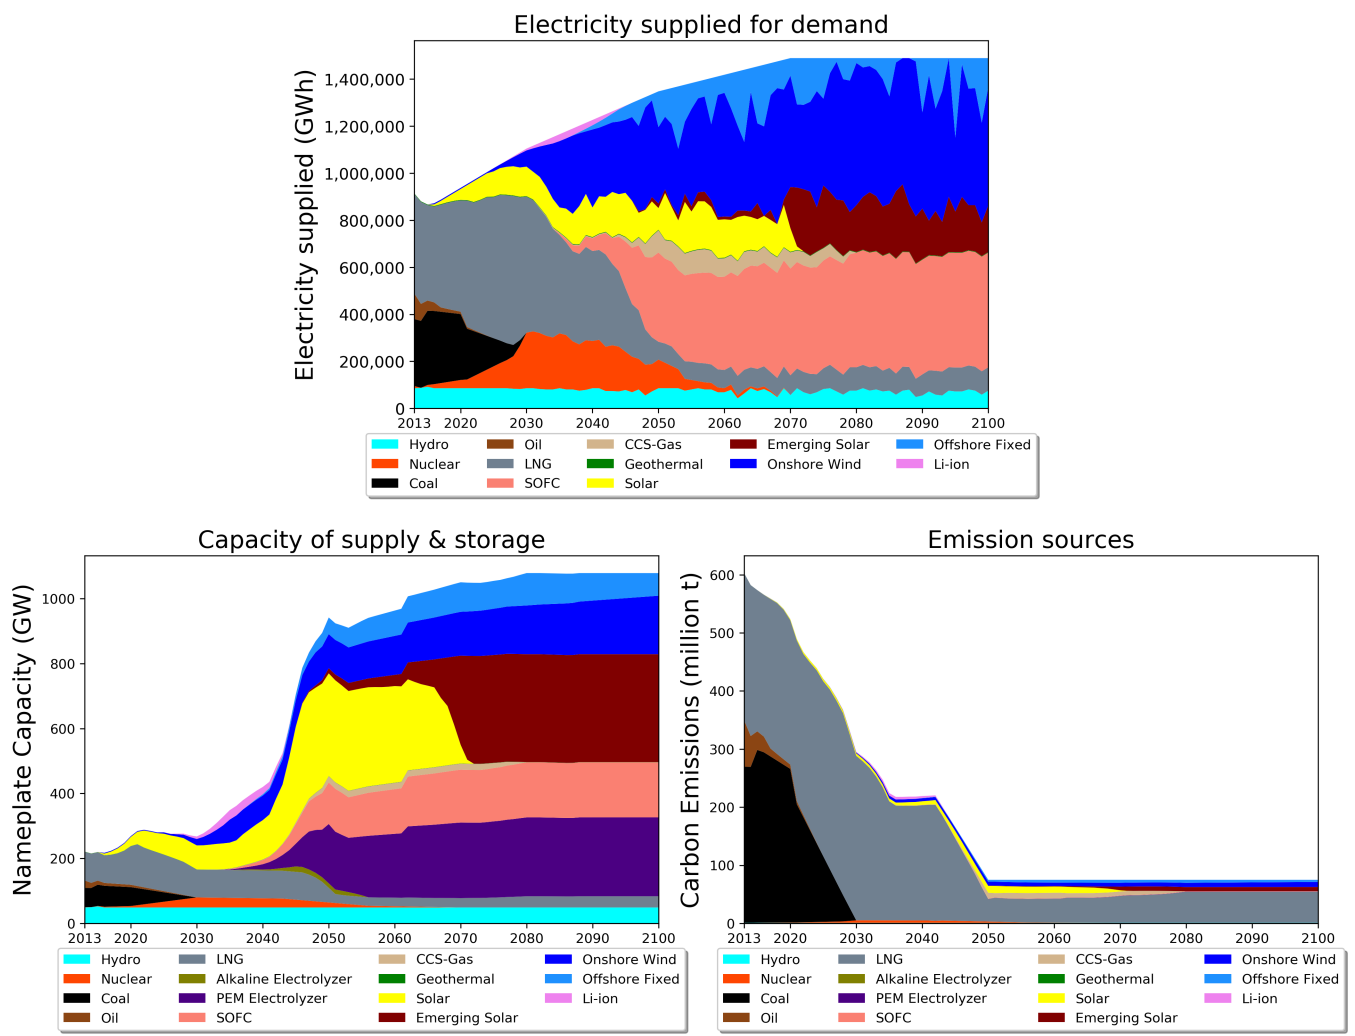 Electricity supplied for demand
Electricity supplied (GWh)
1,400,000
1,200,000
1,000,000
800,000
600,000
400,000
200,000
0
2013 2020 2030 2040 2050 2060 2070 2080 2090 2100
Hydro Oil CCS-Gas Emerging Solar Offshore Fixed
Nuclear LNG Geothermal Onshore Wind Li-ion
Coal SOFC Solar
Capacity of supply & storage
Nameplate Capacity (GW)
1000
800
600
400
200
0
2013 2020 2030 2040 2050 2060 2070 2080 2090 2100
Hydro LNG CCS-Gas Onshore Wind
Nuclear Alkaline Electrolyzer Geothermal Offshore Fixed
Coal PEM Electrolyzer Solar Li-ion
Oil SOFC Emerging Solar
Emission sources
Carbon Emissions (million t)
600
500
400
300
200
100
0
2013 2020 2030 2040 2050 2060 2070 2080 2090 2100
Hydro LNG CCS-Gas Onshore Wind
Nuclear Alkaline Electrolyzer Geothermal Offshore Fixed
Coal PEM Electrolyzer Solar Li-ion
Oil SOFC Emerging Solar